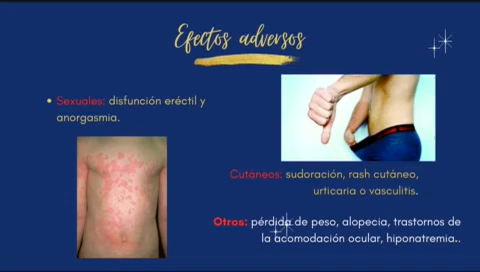 Efectos adversos
• Sexuales: disfunción eréctil y
anorgasmia.
Cutáneos: sudoración, rash cutáneo,
urticaria o vasculitis.
Otros: pérdida de peso, alopecia, trastornos
de la acomodación ocular, hiponatremia..